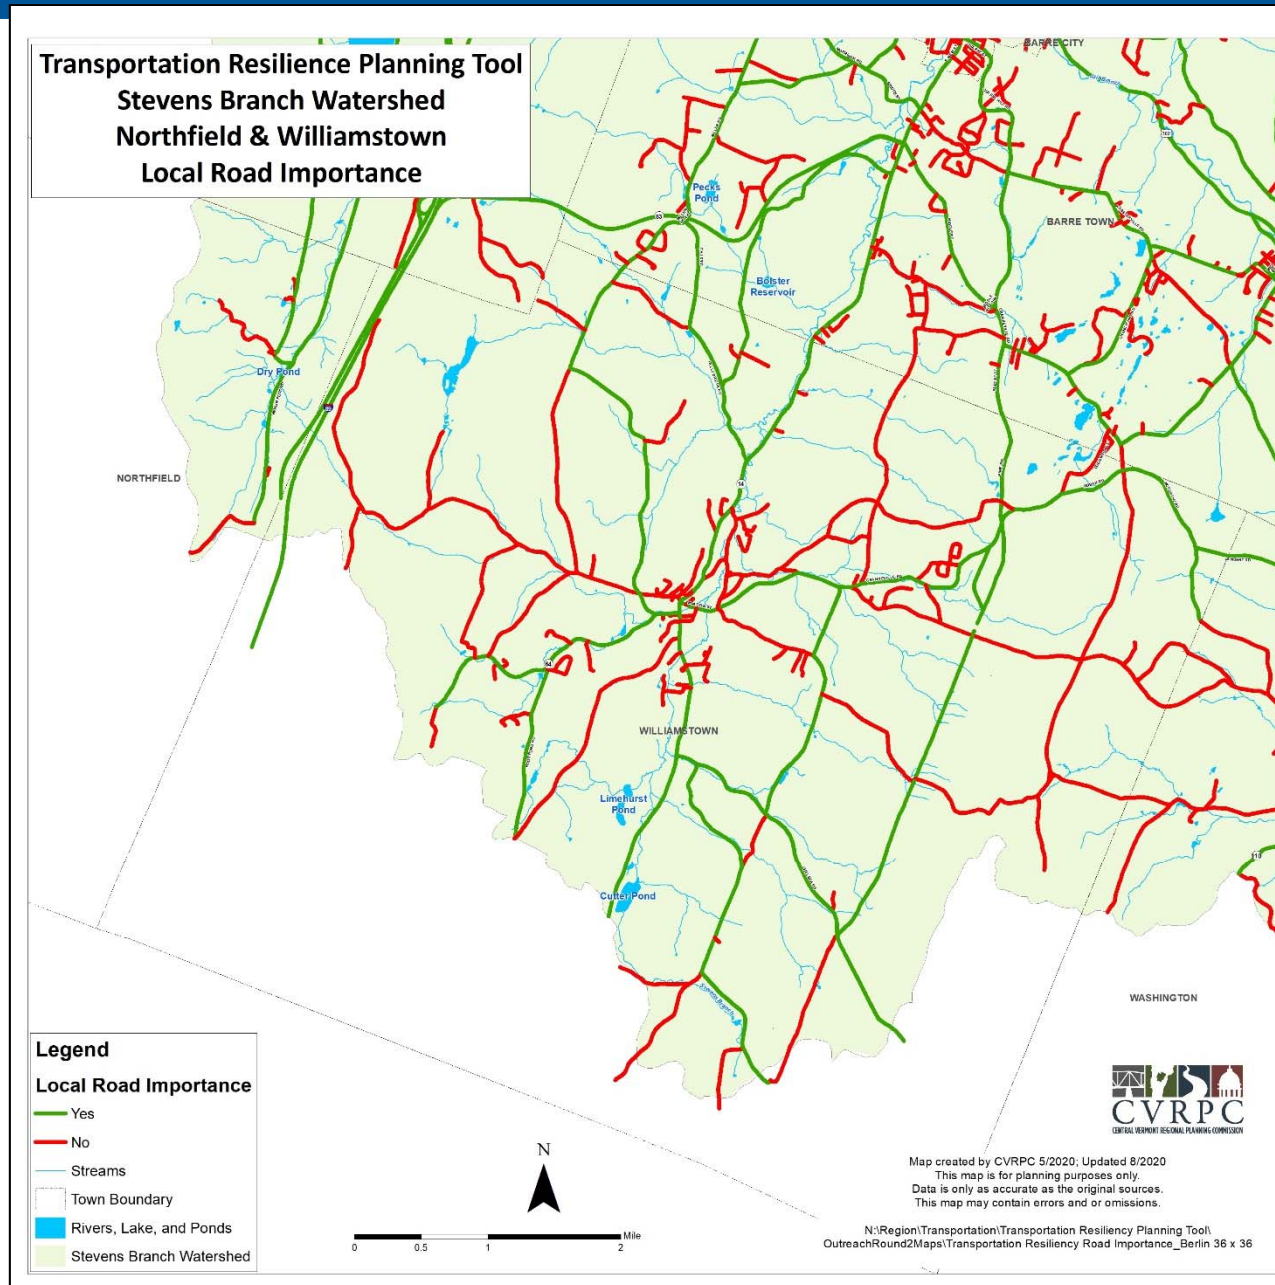 Transportation Resilience Planning Tool
Stevens Branch Watershed
Northfield & Williamstown
Local Road Importance
BARRE CITY
BARRE TOWN
Pecks
Pond
63
Bolster
Reservoir
Dry Pond
NORTHFIELD
14
64
WILLIAMSTOWN
Limehurst
Pond
Cutter Pond
110
WASHINGTON
Legend
Local Road Importance
Yes
No
Streams
Town Boundary
Rivers, Lake, and Ponds
Stevens Branch Watershed
N
0 0.5 1 2 Mile
CVRPC
CENTRAL VERMONT REGIONAL PLANNING COMMISSION
Map created by CVRPC 5/2020; Updated 8/2020
This map is for planning purposes only.
Data is only as accurate as the original sources.
This map may contain errors and or omissions.
N:\Region\Transportation\Transportation Resiliency Planning Tool\
OutreachRound2Maps\Transportation Resiliency Road Importance_Berlin 36 x 36